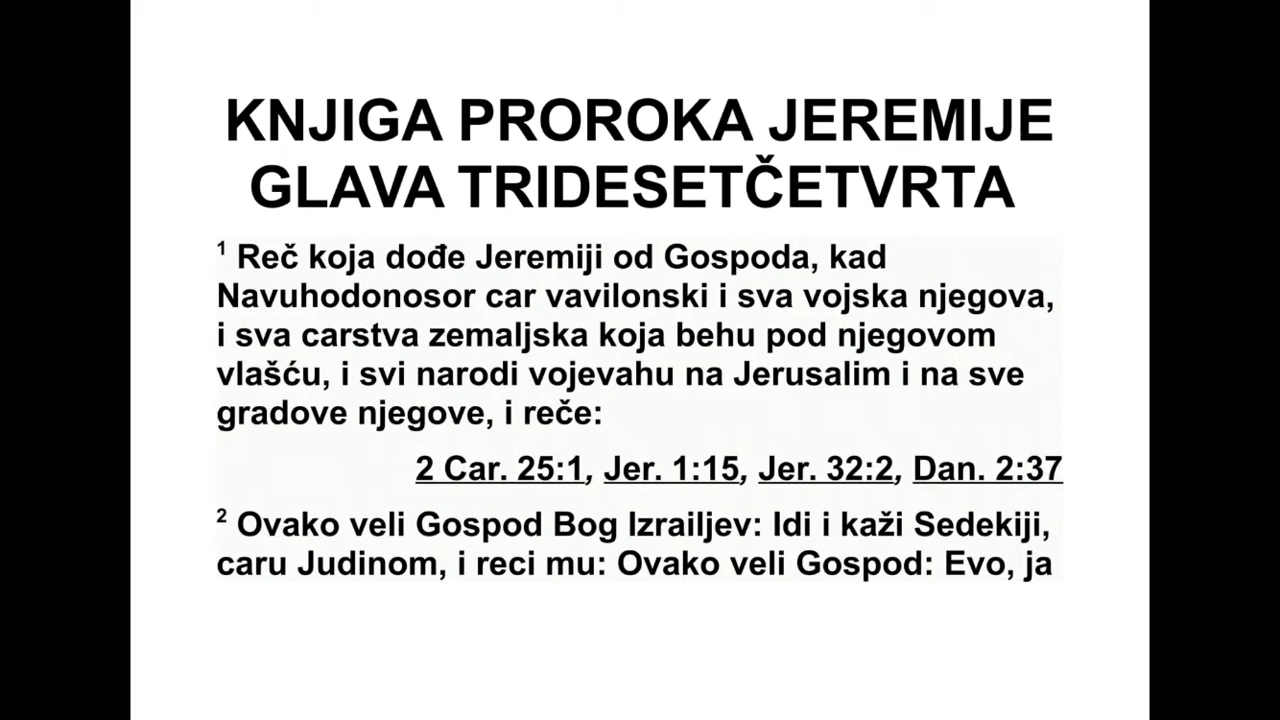 KNJIGA PROROKA JEREMIJE
GLAVA TRIDESETČETVRTA
1 Reč koja dođe Jeremiji od Gospoda, kad
Navuhodonosor car vavilonski i sva vojska njegova,
i sva carstva zemaljska koja behu pod njegovom
vlašću, i svi narodi vojevahu na Jerusalim i na sve
gradove njegove, i reče:
2 Car. 25:1, Jer. 1:15, Jer. 32:2, Dan. 2:37
2 Ovako veli Gospod Bog Izrailjev: Idi i kaži Sedekiji,
caru Judinom, i reci mu: Ovako veli Gospod: Evo, ja